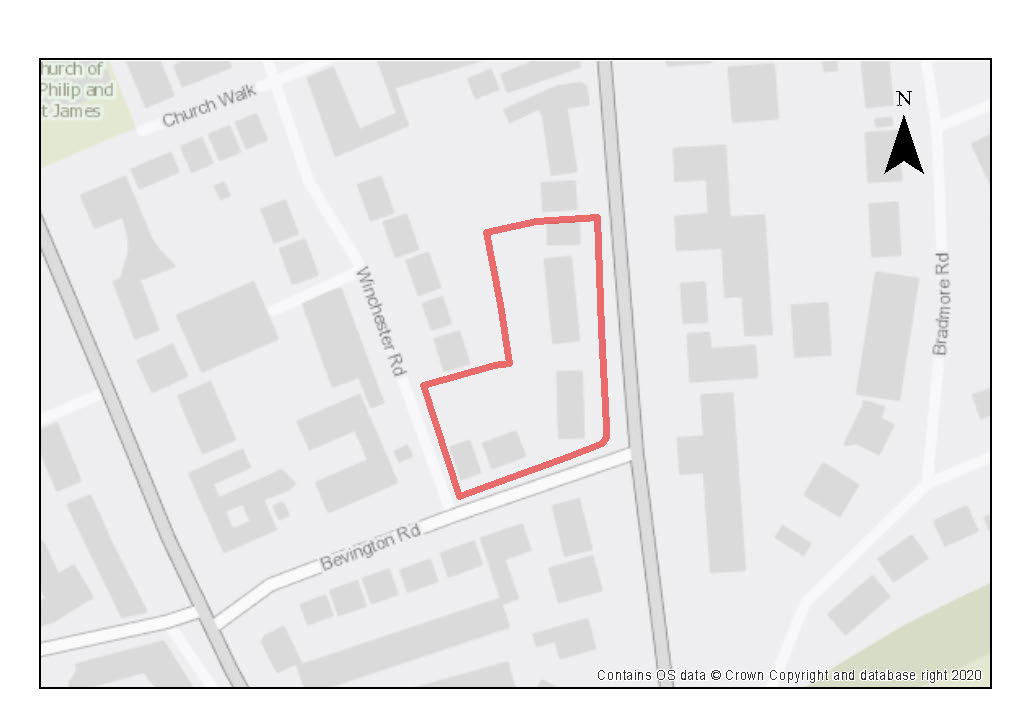 hurch of
Philip and
t James
Church Walk
N
Winchester Rd
Bradmore Rd
Bevington Rd
Contains OS data © Crown Copyright and database right 2020